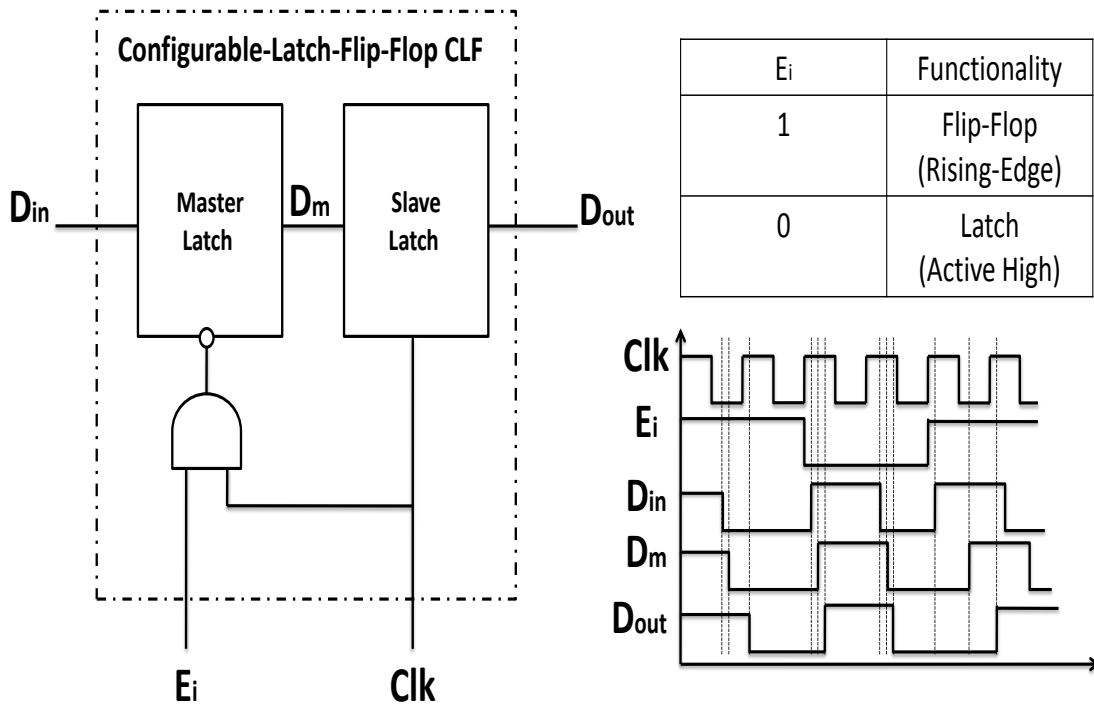 Configurable-Latch-Flip-Flop CLF
Din
Master
Latch
Dm
Slave
Latch
Dout
Ei
Clk
Ei Functionality
1 Flip-Flop
(Rising-Edge)
0 Latch
(Active High)
Clk
Ei
Din
Dm
Dout